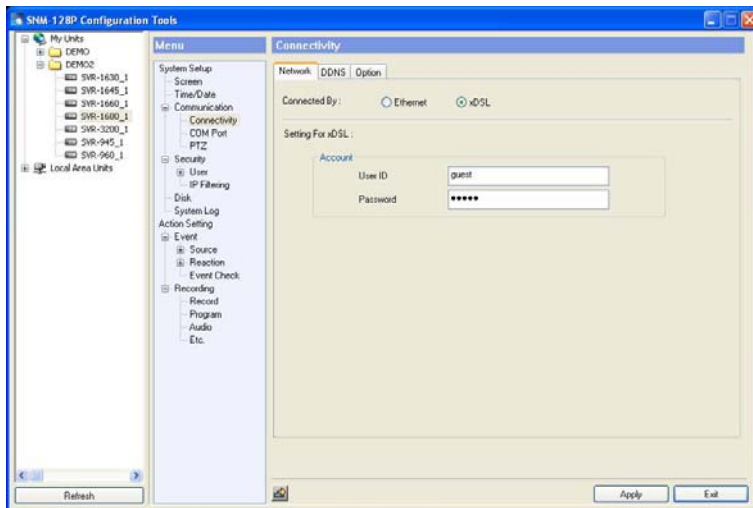 SNM-128P Configuration Tools
My Units
DEMO
DEMO2
SVR-1630_1
SVR-1645_1
SVR-1660_1
SVR-1680_1
SVR-3200_1
SVR-945_1
SVR-960_1
Local Area Units
Refresh
Menu
System Setup
Screen
Time/Date
Communication
Connectivity
COM Port
PTZ
Security
User
IP Filtering
Disk
System Log
Action Setting
Event
Source
Reaction
Event Check
Recording
Record
Program
Audio
Etc.
Connectivity
Network DDNS Option
Connected By : Ethernet xDSL
Setting For xDSL :
Account
User ID guest
Password •••••
Apply Exit